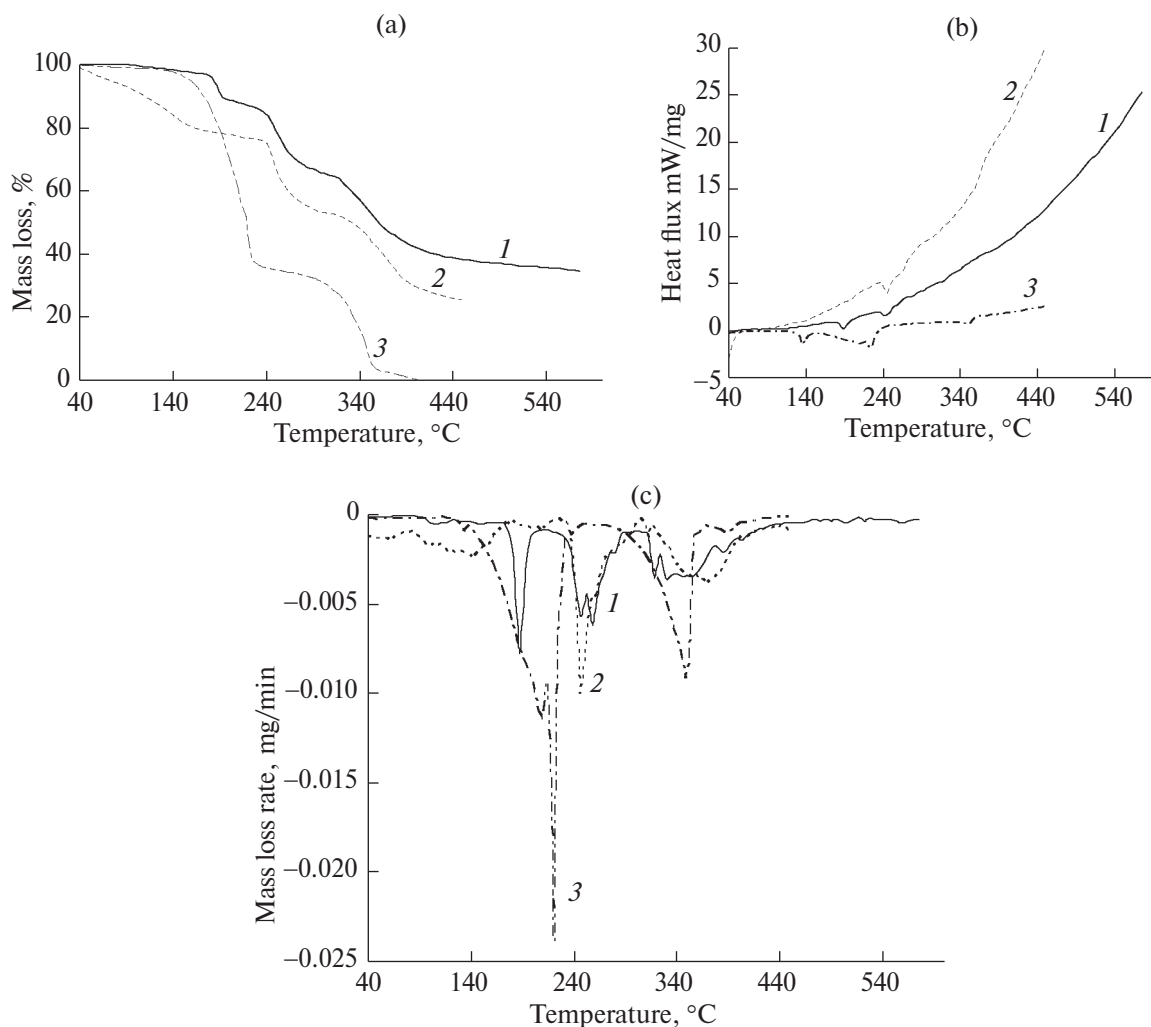 (a)
100
80
60
40
20
0
Mass loss, %
1
2
3
40 140 240 340 440 540
Temperature, °C
(b)
30
25
20
15
10
5
0
–5
Heat flux mW/mg
2
1
3
40 140 240 340 440 540
Temperature, °C
(c)
0
–0.005
–0.010
–0.015
–0.020
–0.025
Mass loss rate, mg/min
1
2
3
40 140 240 340 440 540
Temperature, °C